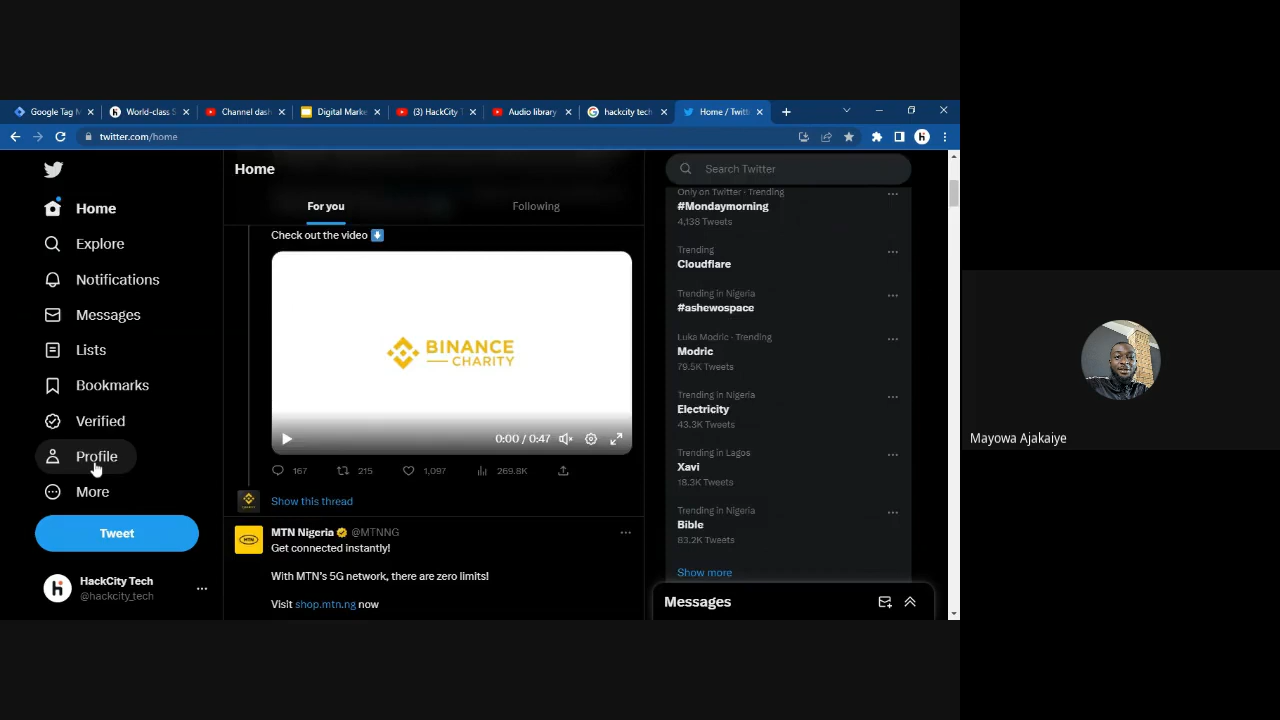 Google Tag M
World-class S
Channel dash
Digital Marke
(3) HackCity T
Audio library
hackcity tech
Home / Twitte
twitter.com/home
Home
Explore
Notifications
Messages
Lists
Bookmarks
Verified
Profile
More
Tweet
HackCity Tech
@hackcity_tech
Home
For you
Following
Check out the video
BINANCE
CHARITY
0:00 / 0:47
167
215
1,097
269.8K
Show this thread
MTN Nigeria @MTNNG
Get connected instantly!
With MTN's 5G network, there are zero limits!
Visit shop.mtn.ng now
Search Twitter
Only on Twitter · Trending
#Mondaymorning
4,138 Tweets
Trending
Cloudflare
Trending in Nigeria
#ashewospace
Luka Modric · Trending
Modric
79.5K Tweets
Trending in Nigeria
Electricity
43.3K Tweets
Trending in Lagos
Xavi
18.3K Tweets
Trending in Nigeria
Bible
83.2K Tweets
Show more
Messages
Mayowa Ajakaiye